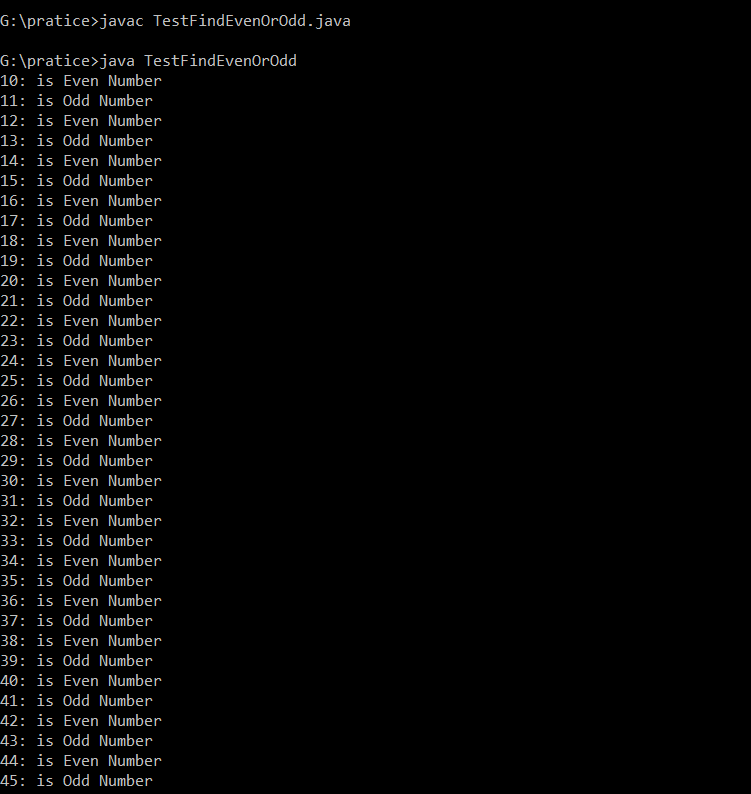 G:\pratice>javac TestFindEvenOrOdd.java
G:\pratice>java TestFindEvenOrOdd
10: is Even Number
11: is Odd Number
12: is Even Number
13: is Odd Number
14: is Even Number
15: is Odd Number
16: is Even Number
17: is Odd Number
18: is Even Number
19: is Odd Number
20: is Even Number
21: is Odd Number
22: is Even Number
23: is Odd Number
24: is Even Number
25: is Odd Number
26: is Even Number
27: is Odd Number
28: is Even Number
29: is Odd Number
30: is Even Number
31: is Odd Number
32: is Even Number
33: is Odd Number
34: is Even Number
35: is Odd Number
36: is Even Number
37: is Odd Number
38: is Even Number
39: is Odd Number
40: is Even Number
41: is Odd Number
42: is Even Number
43: is Odd Number
44: is Even Number
45: is Odd Number